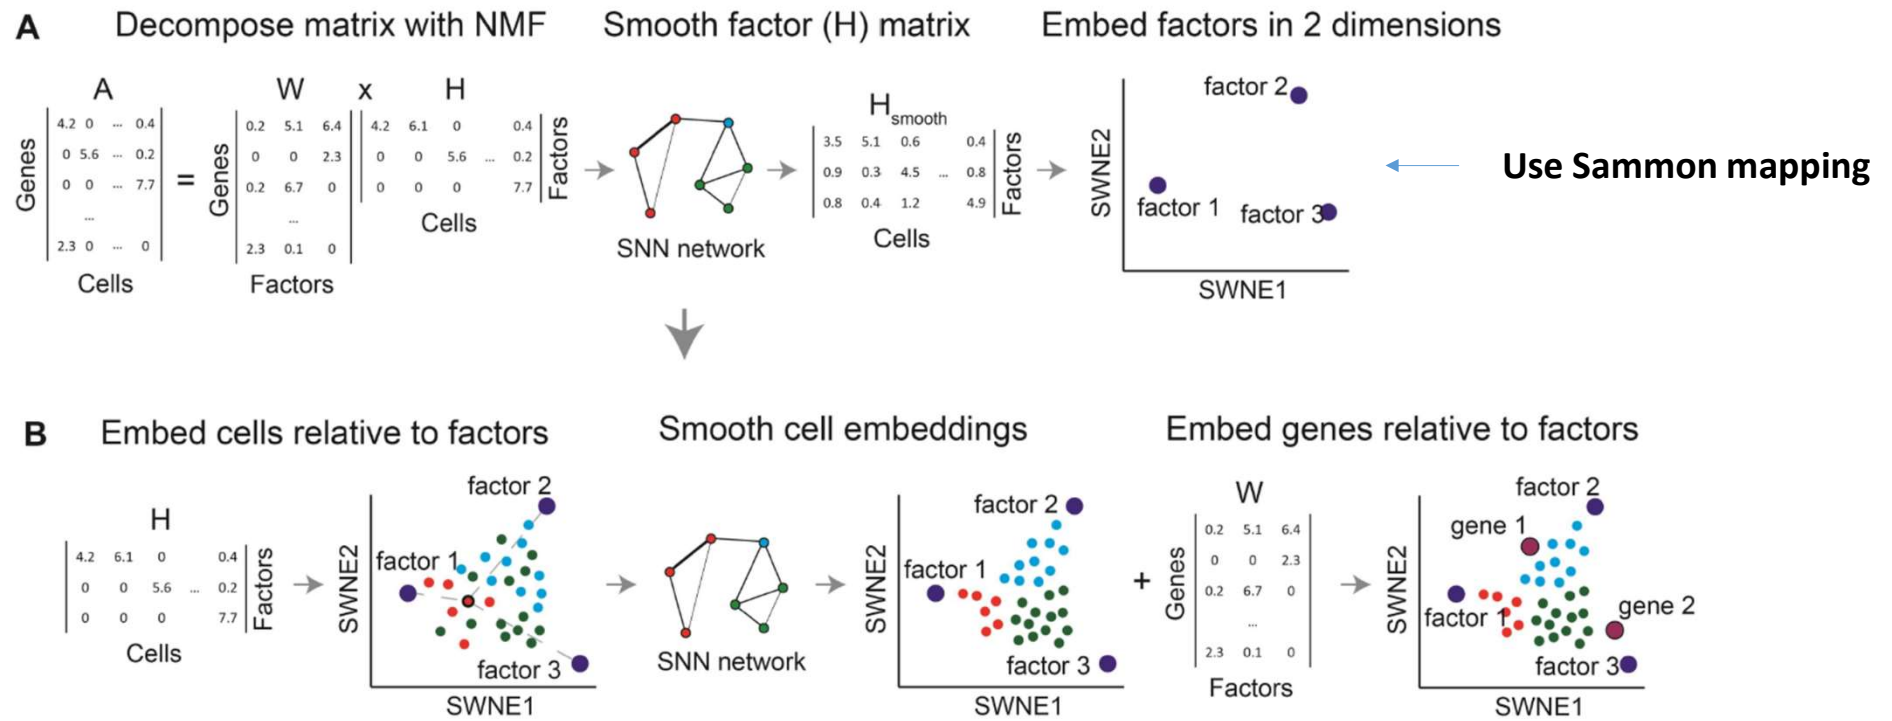 A Decompose matrix with NMF Smooth factor (H) matrix Embed factors in 2 dimensions
A
Genes
4.2 0 ... 0.4
0 5.6 ... 0.2
0 0 ... 7.7
...
2.3 0 ... 0
Cells
=
W
Genes
0.2 5.1 6.4
0 0 2.3
0.2 6.7 0
...
2.3 0.1 0
Factors
x
H
4.2 6.1 0 0.4
0 0 5.6 ... 0.2
0 0 0 7.7
Factors
Cells
SNN network
Hsmooth
3.5 5.1 0.6 0.4
0.9 0.3 4.5 ... 0.8
0.8 0.4 1.2 4.9
Factors
Cells
SWNE2
factor 2
factor 1
factor 3
SWNE1
Use Sammon mapping
B Embed cells relative to factors Smooth cell embeddings Embed genes relative to factors
H
4.2 6.1 0 0.4
0 0 5.6 ... 0.2
0 0 0 7.7
Factors
Cells
SWNE2
factor 2
factor 1
factor 3
SWNE1
SNN network
SWNE2
factor 2
factor 1
factor 3
SWNE1
+
W
Genes
0.2 5.1 6.4
0 0 2.3
0.2 6.7 0
...
2.3 0.1 0
Factors
SWNE2
factor 2
gene 1
factor 1
gene 2
factor 3
SWNE1